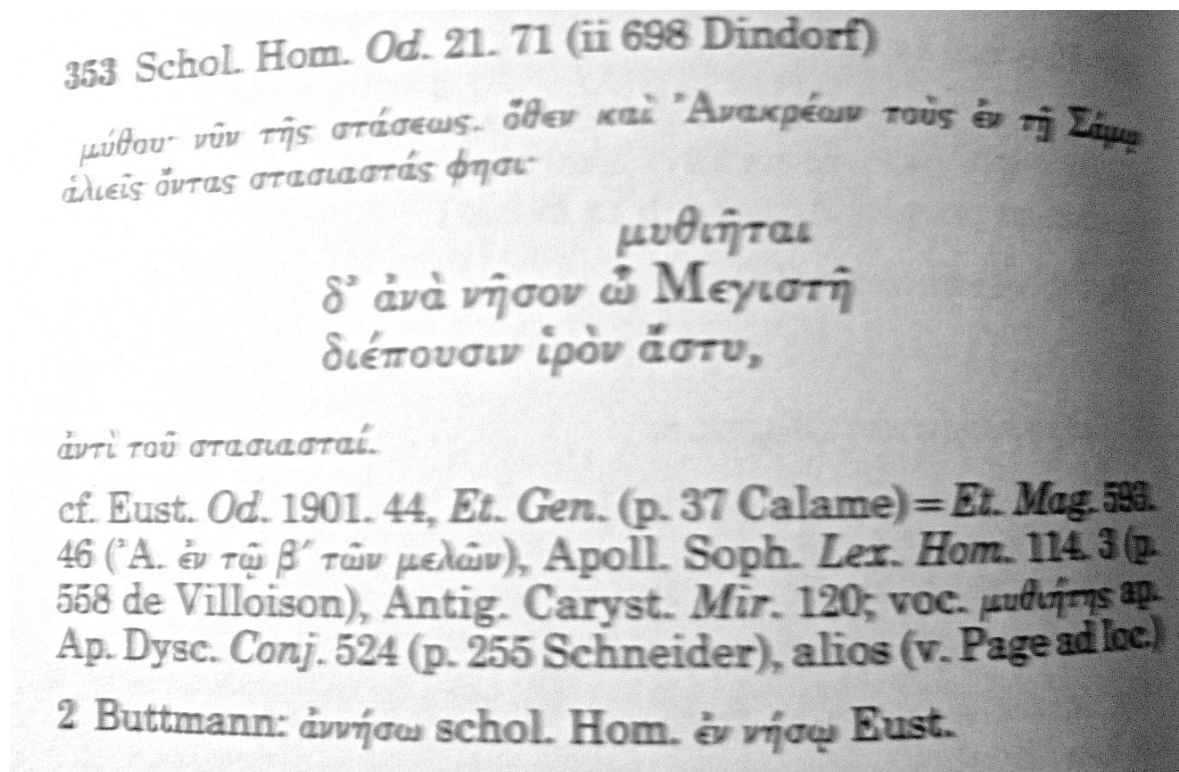 353 Schol. Hom. Od. 21. 71 (ii 698 Dindorf)
μύθου· νῦν τῆς στάσεως. ὅθεν καὶ Ἀνακρέων τοὺς ἐν τῇ Σάμῳ
ἁλιεῖς ὄντας στασιαστάς φησι·
μυθιῆται
δ’ ἀνὰ νῆσον ὦ Μεγιστῆ
διέπουσιν ἱρὸν ἄστυ,
ἀντὶ τοῦ στασιασταί.
cf. Eust. Od. 1901. 44, Et. Gen. (p. 37 Calame) = Et. Mag. 593.
46 (Ἀ. ἐν τῷ β′ τῶν μελῶν), Apoll. Soph. Lex. Hom. 114. 3 (p.
558 de Villoison), Antig. Caryst. Mir. 120; voc. μυθιήτης ap.
Ap. Dysc. Conj. 524 (p. 255 Schneider), alios (v. Page ad loc.)
2 Buttmann: ἀννήσω schol. Hom. ἐν νήσῳ Eust.